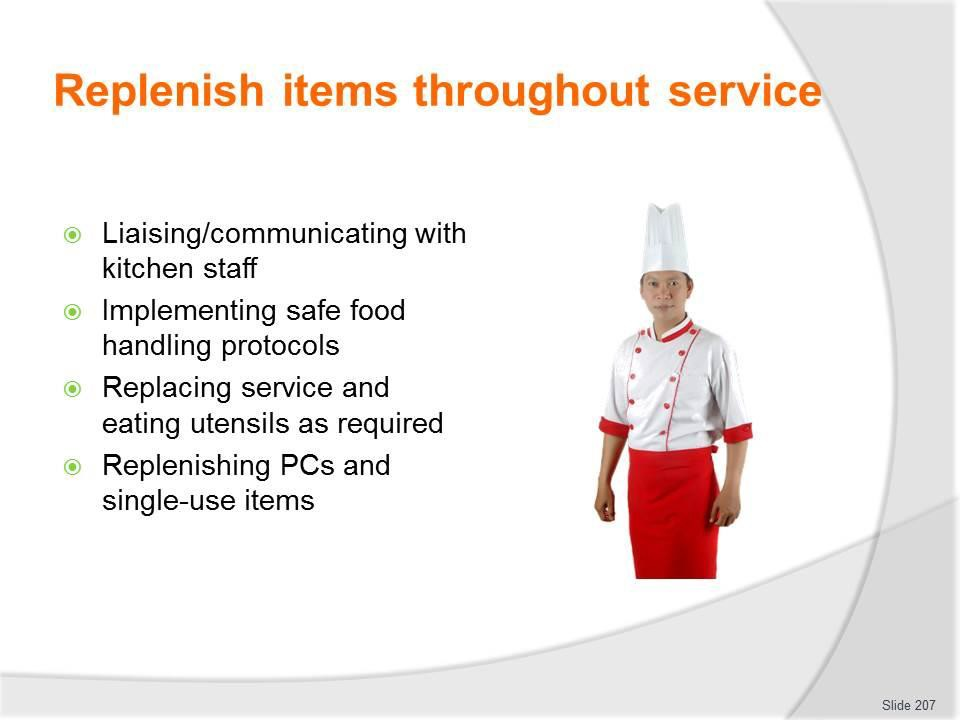 Replenish items throughout service
Liaising/communicating with
kitchen staff
Implementing safe food
handling protocols
Replacing service and
eating utensils as required
Replenishing PCs and
single-use items
Slide 207